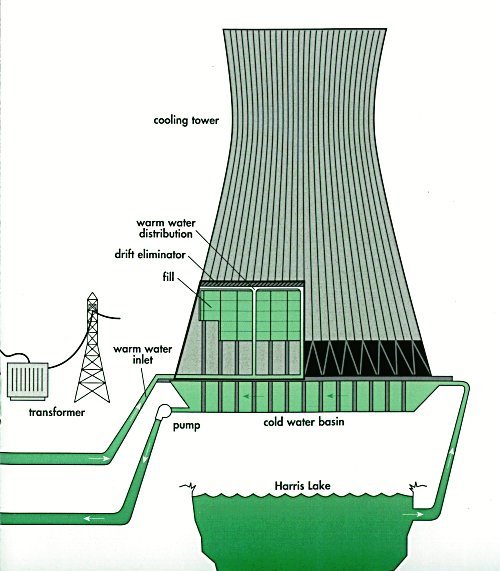 cooling tower
warm water
distribution
drift eliminator
fill
warm water
inlet
transformer
pump
cold water basin
Harris Lake